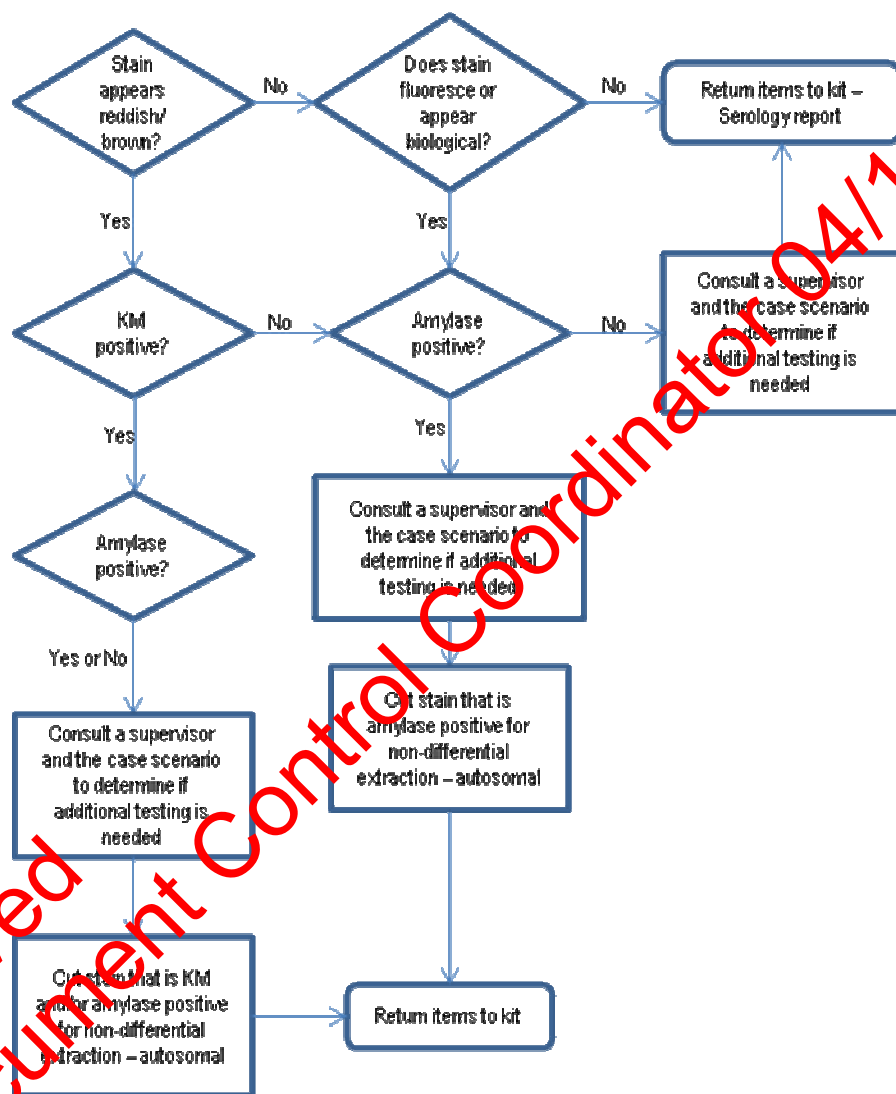 Stain
appears
reddish/
brown?
No
Does stain
fluoresce or
appear
biological?
No
Return items to kit –
Serology report
Yes
Yes
KM
positive?
No
Amylase
positive?
No
Consult a supervisor
and the case scenario
to determine if
additional testing is
needed
Yes
Yes
Amylase
positive?
Consult a supervisor and
the case scenario to
determine if additional
testing is needed
Yes or No
Consult a supervisor
and the case scenario
to determine if
additional testing is
needed
Cut stain that is
amylase positive for
non-differential
extraction – autosomal
Cut stain that is KM
and/or amylase positive
for non-differential
extraction – autosomal
Return items to kit
Control Coordinator 04/1